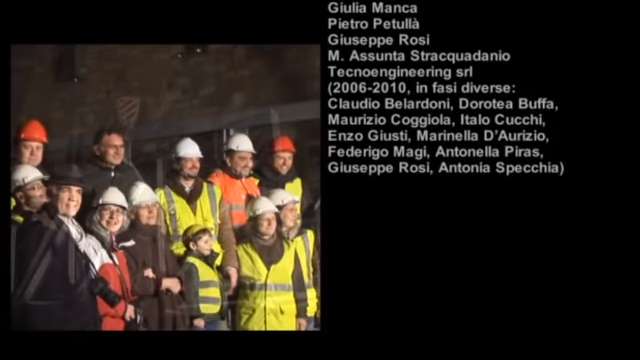 Giulia Manca
Pietro Petullà
Giuseppe Rosi
M. Assunta Stracquadanio
Tecnoengineering srl
(2006-2010, in fasi diverse:
Claudio Belardoni, Dorotea Buffa,
Maurizio Coggiola, Italo Cucchi,
Enzo Giusti, Marinella D'Aurizio,
Federigo Magi, Antonella Piras,
Giuseppe Rosi, Antonia Specchia)